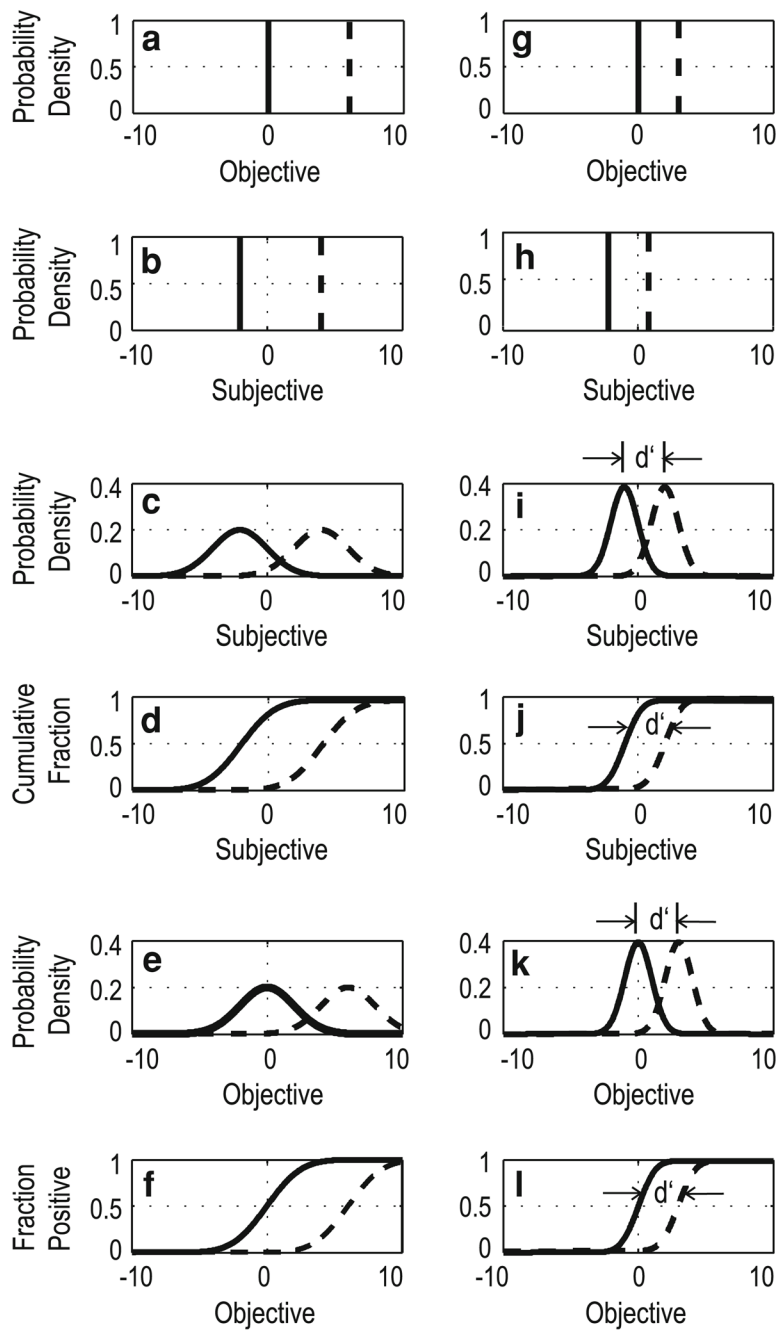 Probability
Density
1
0.5
0
a
-10
0
10
Objective
1
0.5
0
g
-10
0
10
Objective
Probability
Density
1
0.5
0
b
-10
0
10
Subjective
1
0.5
0
h
-10
0
10
Subjective
Probability
Density
0.4
0.2
0
c
-10
0
10
Subjective
d‘
0.4
0.2
0
i
-10
0
10
Subjective
Cumulative
Fraction
1
0.5
0
d
-10
0
10
Subjective
1
0.5
0
j
d‘
-10
0
10
Subjective
Probability
Density
0.4
0.2
0
e
-10
0
10
Objective
d‘
0.4
0.2
0
k
-10
0
10
Objective
Fraction
Positive
1
0.5
0
f
-10
0
10
Objective
1
0.5
0
l
d‘
-10
0
10
Objective